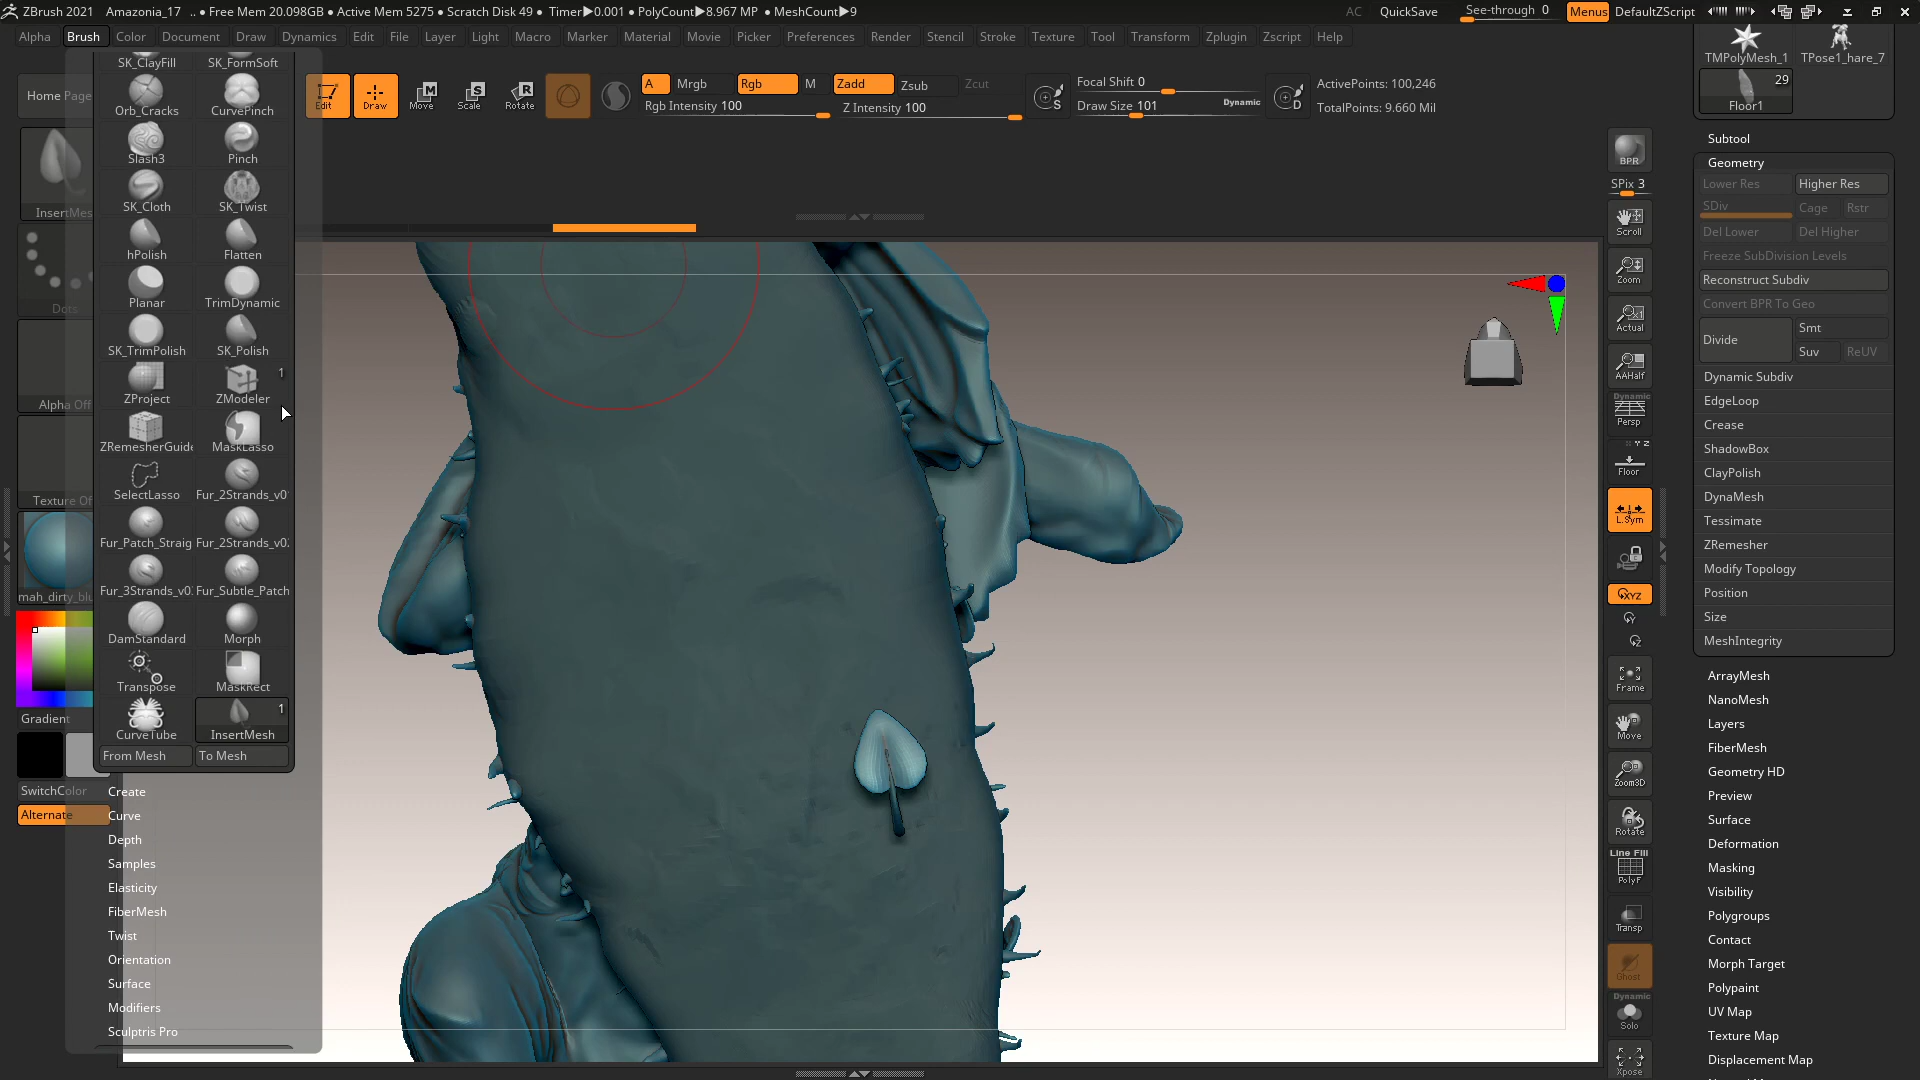 ZBrush 2021 Amazonia_17 .. • Free Mem 20.098GB • Active Mem 5275 • Scratch Disk 49 • Timer▶0.001 • PolyCount▶8.967 MP • MeshCount▶9 AC QuickSave See-through 0 Menus DefaultZScript
Alpha Brush Color Document Draw Dynamics Edit File Layer Light Macro Marker Material Movie Picker Preferences Render Stencil Stroke Texture Tool Transform Zplugin Zscript Help
Home Page
Edit Draw Move Scale Rotate
A Mrgb Rgb M Zadd Zsub Zcut
Rgb Intensity 100 Z Intensity 100
S Focal Shift 0
Draw Size 101 Dynamic D
ActivePoints: 100,246
TotalPoints: 9.660 Mil
SK_ClayFill SK_FormSoft
Orb_Cracks CurvePinch
Slash3 Pinch
SK_Cloth SK_Twist
hPolish Flatten
Planar TrimDynamic
SK_TrimPolish SK_Polish
1
ZProject ZModeler
ZRemesherGuide MaskLasso
SelectLasso Fur_2Strands_v0
Fur_Patch_Straig Fur_2Strands_v02
Fur_3Strands_v0 Fur_Subtle_Patch
DamStandard Morph
Transpose MaskRect
1
CurveTube InsertMesh
From Mesh To Mesh
Create
Curve
Depth
Samples
Elasticity
FiberMesh
Twist
Orientation
Surface
Modifiers
Sculptris Pro
InsertMes
Dots
Alpha Off
Texture Of
mah_dirty_blu
Gradient
SwitchColor
Alternate
BPR
SPix 3
Scroll
Zoom
Actual
AAHalf
Dynamic
Persp
Floor
L.Sym
XYZ
Y
Z
Frame
Move
Zoom3D
Rotate
Line Fill
PolyF
Transp
Ghost
Dynamic
Solo
Xpose
TMPolyMesh_1 TPose1_hare_7
29
Floor1
Subtool
Geometry
Lower Res Higher Res
SDiv Cage Rstr
Del Lower Del Higher
Freeze SubDivision Levels
Reconstruct Subdiv
Convert BPR To Geo
Divide Smt
Suv ReUV
Dynamic Subdiv
EdgeLoop
Crease
ShadowBox
ClayPolish
DynaMesh
Tessimate
ZRemesher
Modify Topology
Position
Size
MeshIntegrity
ArrayMesh
NanoMesh
Layers
FiberMesh
Geometry HD
Preview
Surface
Deformation
Masking
Visibility
Polygroups
Contact
Morph Target
Polypaint
UV Map
Texture Map
Displacement Map